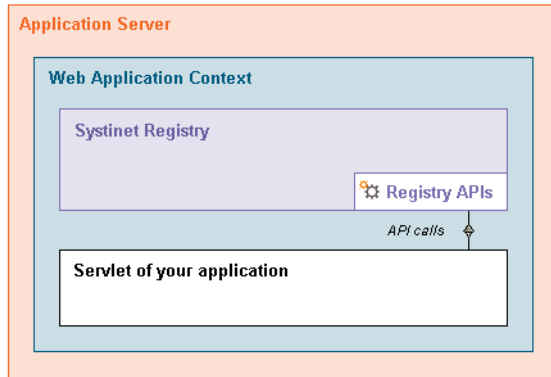 Application Server
Web Application Context
Systinet Registry
Registry APIs
API calls
Servlet of your application